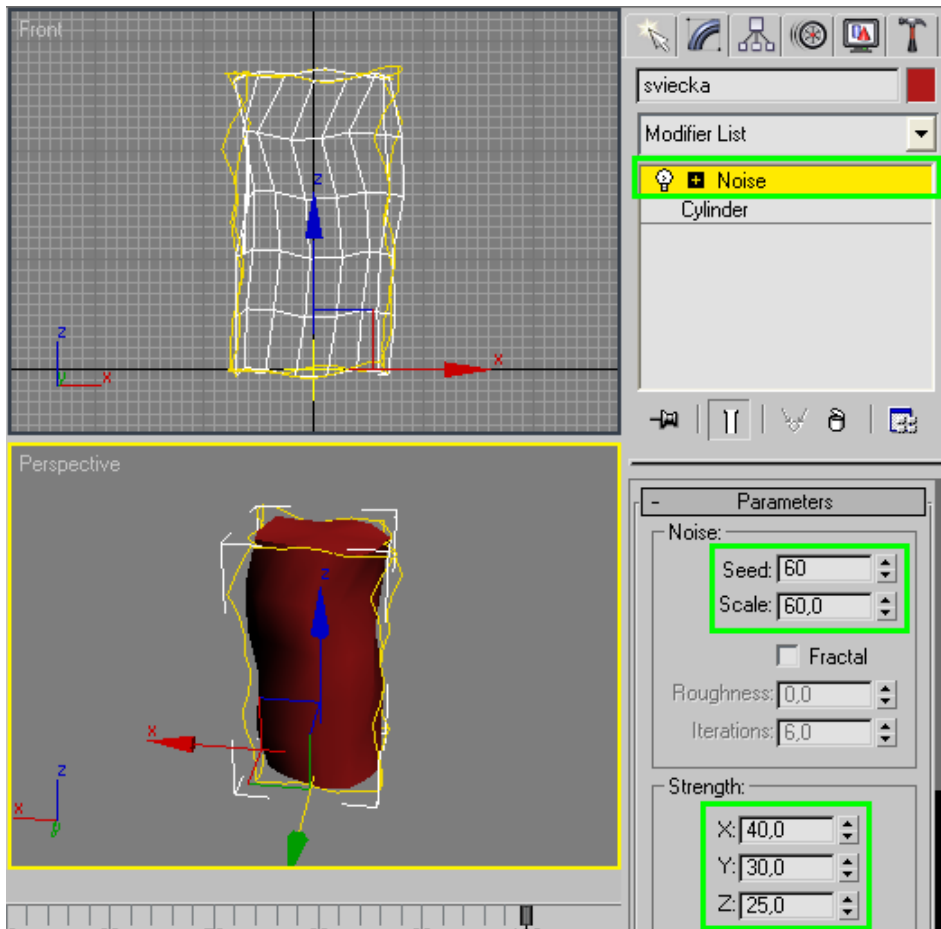 Front
z
x
z
x
y
Perspective
z
x
z
x
y
sviecka
Modifier List
Noise
Cylinder
- Parameters
Noise:
Seed: 60
Scale: 60,0
Fractal
Roughness: 0,0
Iterations: 6,0
Strength:
X: 40,0
Y: 30,0
Z: 25,0